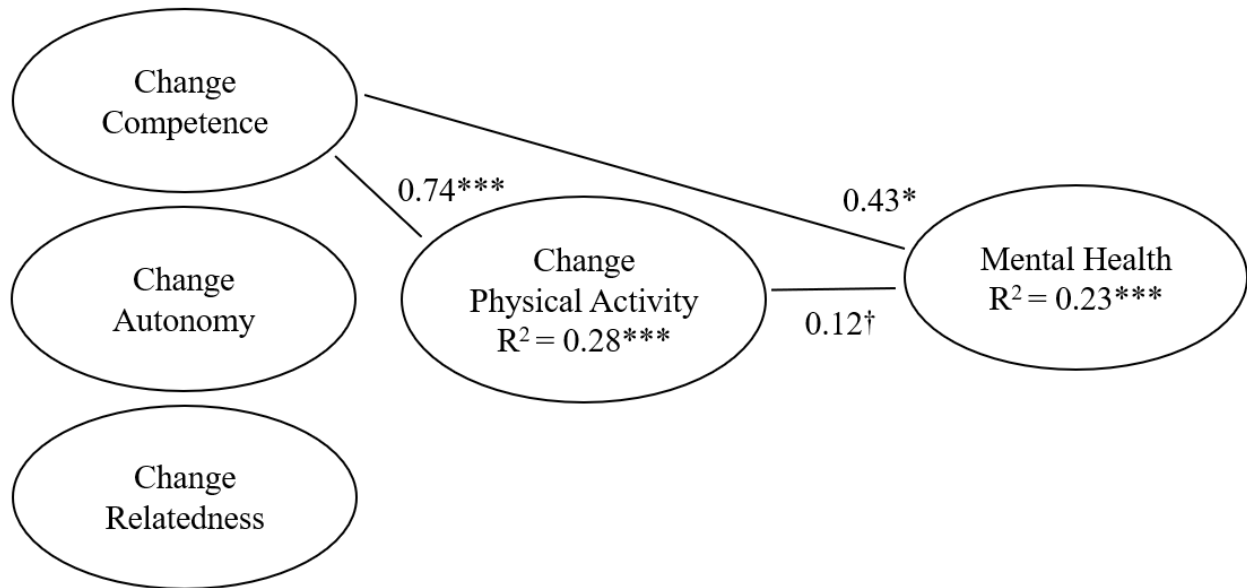 Change
Competence
0.74***
0.43*
Change
Autonomy
Change
Physical Activity
R² = 0.28***
0.12†
Mental Health
R² = 0.23***
Change
Relatedness